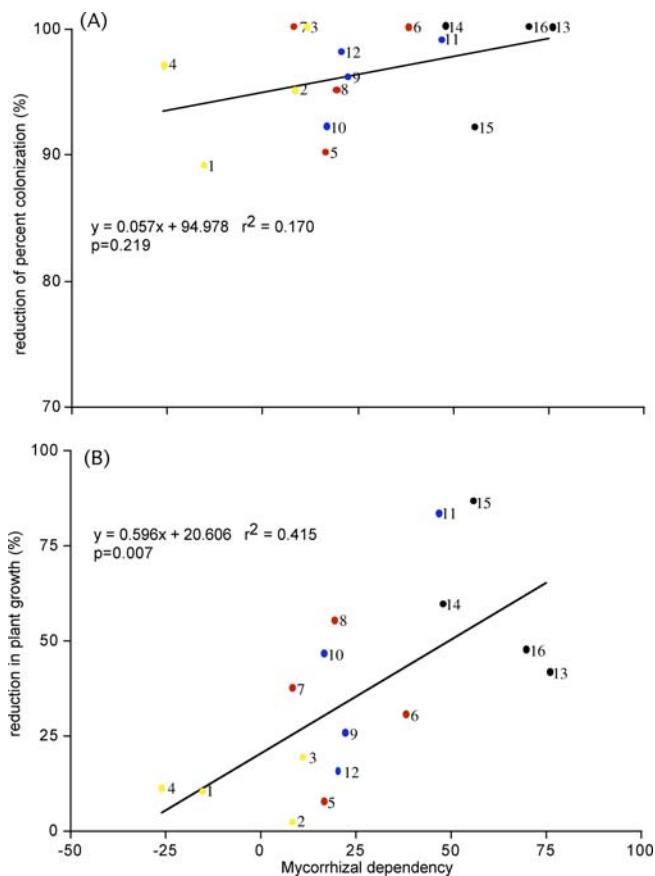 (A)
100
90
80
70
reduction of percent colonization (%)
7 3 6 14 16 13
11
12
4
9
2 8
10 15
5
1
y = 0.057x + 94.978 r² = 0.170
p=0.219
(B)
100
75
50
25
0
reduction in plant growth (%)
y = 0.596x + 20.606 r² = 0.415
p=0.007
15
11
14
8
10 16
13
7
6
9
3
12
4 1
5
2
-50 -25 0 25 50 75 100
Mycorrhizal dependency